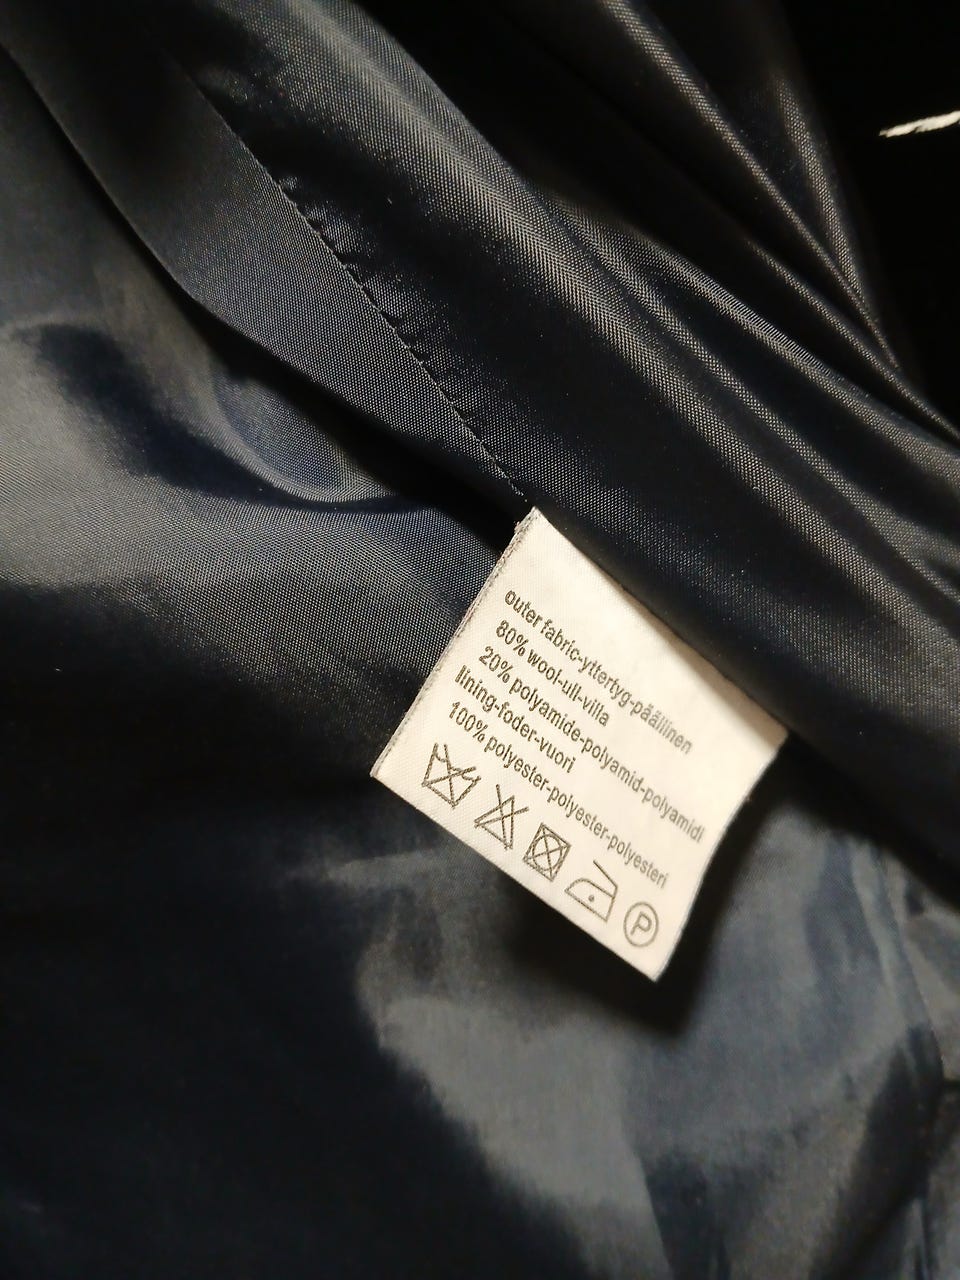 outer fabric-yttertyg-päällinen
80% wool-ull-villa
20% polyamide-polyamid-polyamidi
lining-foder-vuori
100% polyester-polyester-polyesteri
P